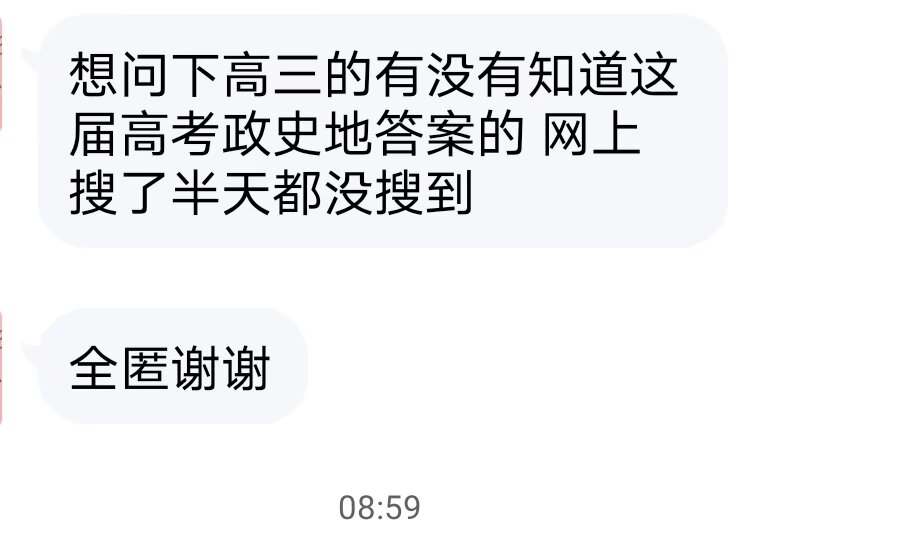 想问下高三的有没有知道这
届高考政史地答案的 网上
搜了半天都没搜到
全匿谢谢
08:59